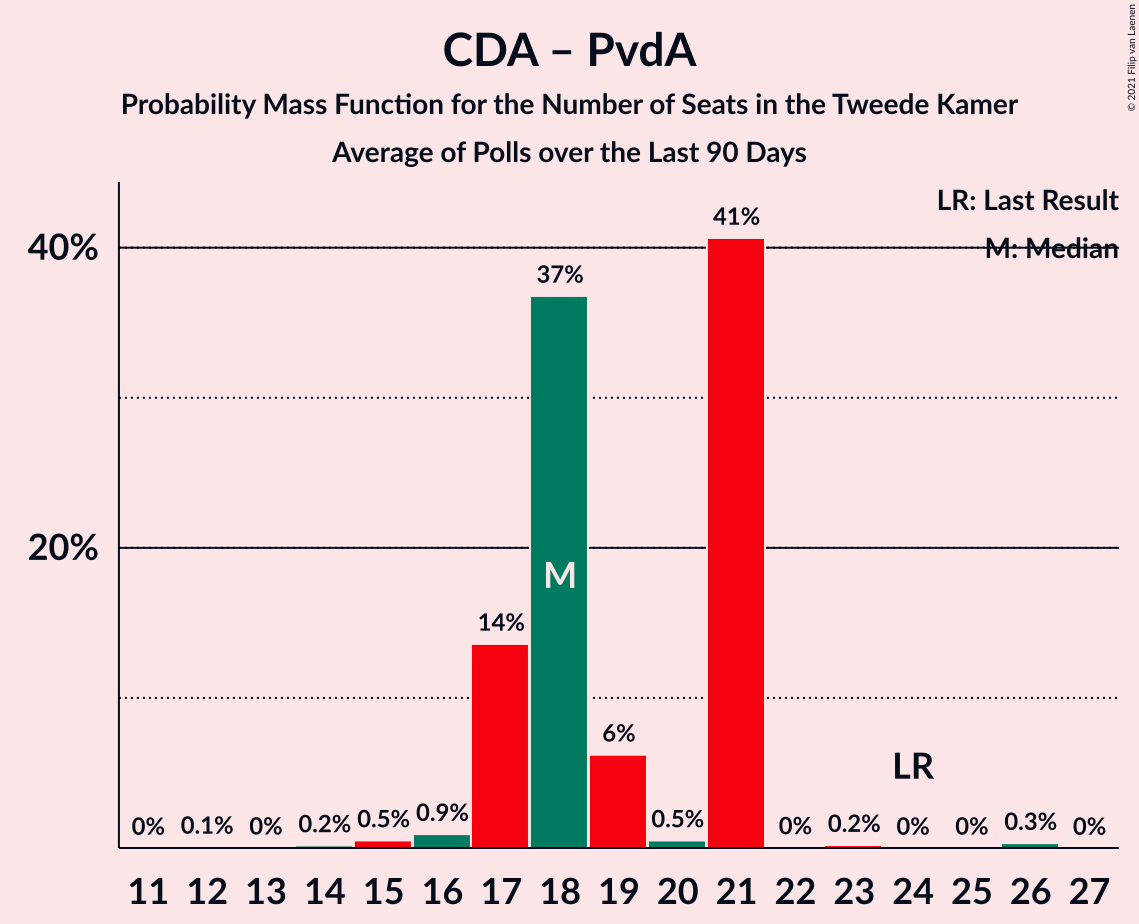 CDA – PvdA
Probability Mass Function for the Number of Seats in the Tweede Kamer
Average of Polls over the Last 90 Days
© 2021 Filip van Laenen
LR: Last Result
M: Median
40%
20%
0%
0.1%
0%
0.2%
0.5%
0.9%
14%
37%
6%
0.5%
41%
0%
0.2%
0%
0%
0.3%
0%
M
LR
11 12 13 14 15 16 17 18 19 20 21 22 23 24 25 26 27